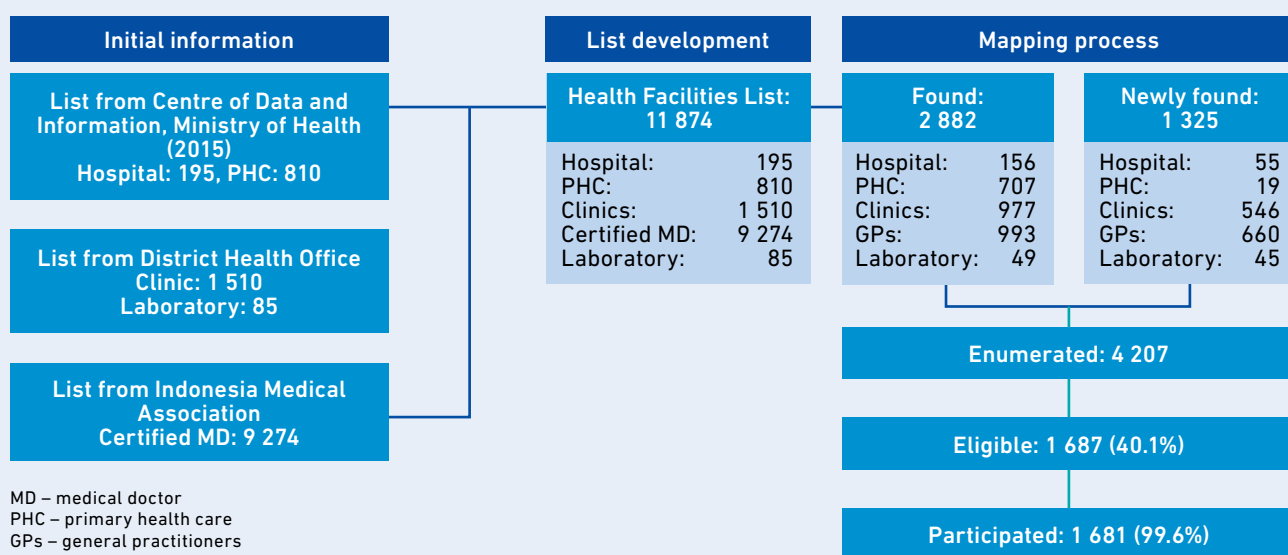 Initial information
List from Centre of Data and
Information, Ministry of Health
(2015)
Hospital: 195, PHC: 810
List from District Health Office
Clinic: 1 510
Laboratory: 85
List from Indonesia Medical
Association
Certified MD: 9 274
MD – medical doctor
PHC – primary health care
GPs – general practitioners
List development
Health Facilities List:
11 874
Hospital: 195
PHC: 810
Clinics: 1 510
Certified MD: 9 274
Laboratory: 85
Mapping process
Found:
2 882
Hospital: 156
PHC: 707
Clinics: 977
GPs: 993
Laboratory: 49
Newly found:
1 325
Hospital: 55
PHC: 19
Clinics: 546
GPs: 660
Laboratory: 45
Enumerated: 4 207
Eligible: 1 687 (40.1%)
Participated: 1 681 (99.6%)